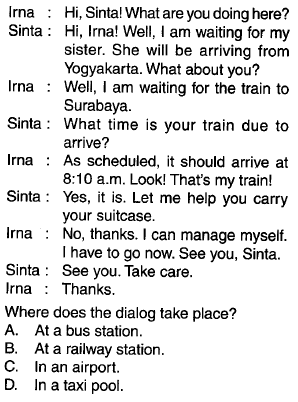 Irna : Hi, Sinta! What are you doing here?
Sinta : Hi, Irna! Well, I am waiting for my
sister. She will be arriving from
Yogyakarta. What about you?
Irna : Well, I am waiting for the train to
Surabaya.
Sinta : What time is your train due to
arrive?
Irna : As scheduled, it should arrive at
8:10 a.m. Look! That's my train!
Sinta : Yes, it is. Let me help you carry
your suitcase.
Irna : No, thanks. I can manage myself.
I have to go now. See you, Sinta.
Sinta : See you. Take care.
Irna : Thanks.
Where does the dialog take place?
A. At a bus station.
B. At a railway station.
C. In an airport.
D. In a taxi pool.